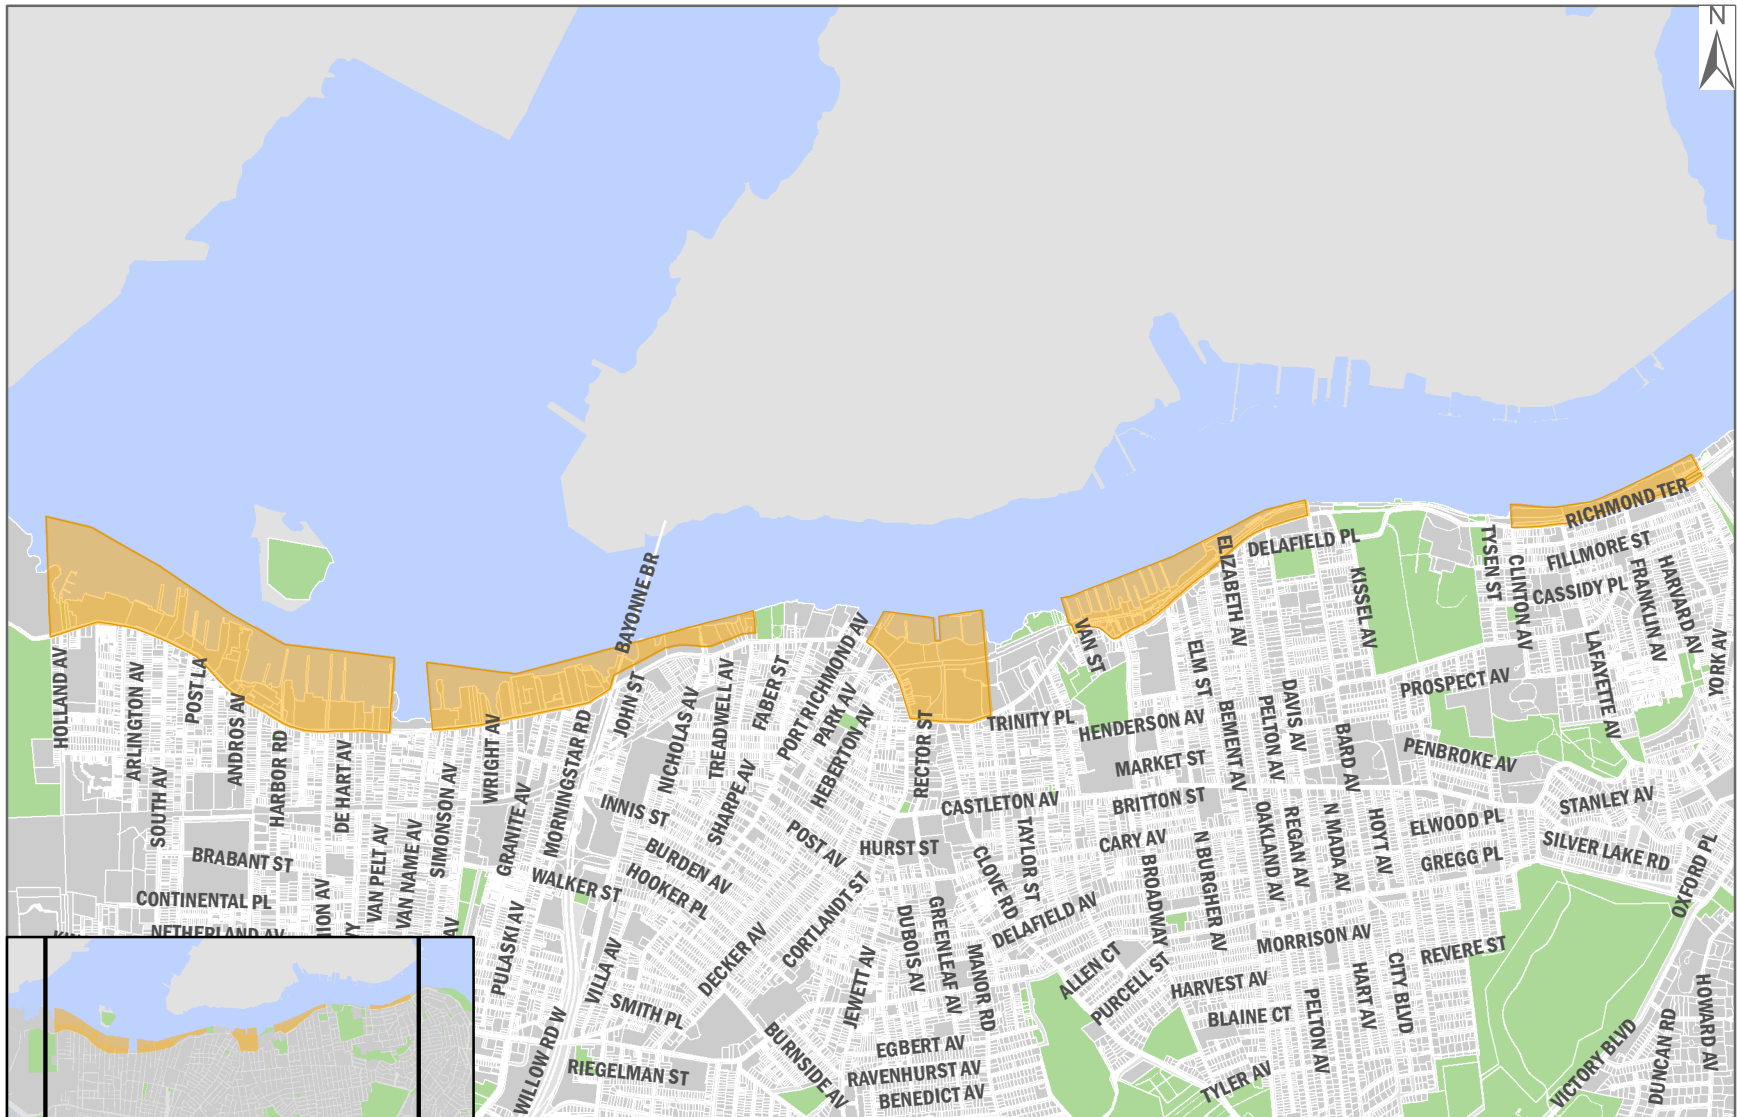 N
RICHMOND TER
DELAFIELD PL
ELIZABETH AV
TYSEN ST
CLINTON AV
FILLMORE ST
CASSIDY PL
FRANKLIN AV
HARVARD AV
YORK AV
LAFAYETTE AV
KISSEL AV
BAYONNE BR
VAN ST
ELM ST
HOLLAND AV
ARLINGTON AV
POST LA
ANDROS AV
HARBOR RD
DE HART AV
SOUTH AV
VAN PELT AV
VAN NAME AV
SIMONSON AV
WRIGHT AV
GRANITE AV
MORNINGSTAR RD
JOHN ST
NICHOLAS AV
TREADWELL AV
FABER ST
PORT RICHMOND AV
PARK AV
HEBERTON AV
SHARPE AV
RECTOR ST
TRINITY PL
HENDERSON AV
MARKET ST
BRITTON ST
CASTLETON AV
CARY AV
BEMENT AV
PELTON AV
DAVIS AV
BARD AV
PROSPECT AV
PENBROKE AV
STANLEY AV
ELWOOD PL
SILVER LAKE RD
GREGG PL
OXFORD PL
HOYT AV
N MADA AV
REGAN AV
OAKLAND AV
N BURGHER AV
BROADWAY
TAYLOR ST
CLOVE RD
DELAFIELD AV
HURST ST
POST AV
INNIS ST
BURDEN AV
HOOKER PL
WALKER ST
BRABANT ST
CONTINENTAL PL
NETHERLAND AV
ION AV
AV
PULASKI AV
VILLA AV
WILLOW RD W
SMITH PL
DECKER AV
CORTLANDT ST
JEWETT AV
DUBOIS AV
GREENLEAF AV
MANOR RD
ALLEN CT
PURCELL ST
HARVEST AV
BLAINE CT
MORRISON AV
REVERE ST
HART AV
CITY BLVD
PELTON AV
TYLER AV
RIEGELMAN ST
BURNSIDE AV
EGBERT AV
RAVENHURST AV
BENEDICT AV
VICTORY BLVD
DUNCAN RD
HOWARD AV